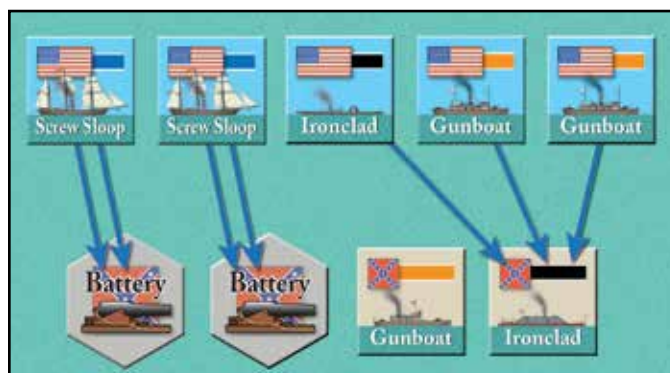 Screw Sloop
Screw Sloop
Ironclad
Gunboat
Gunboat
Battery
Battery
Gunboat
Ironclad